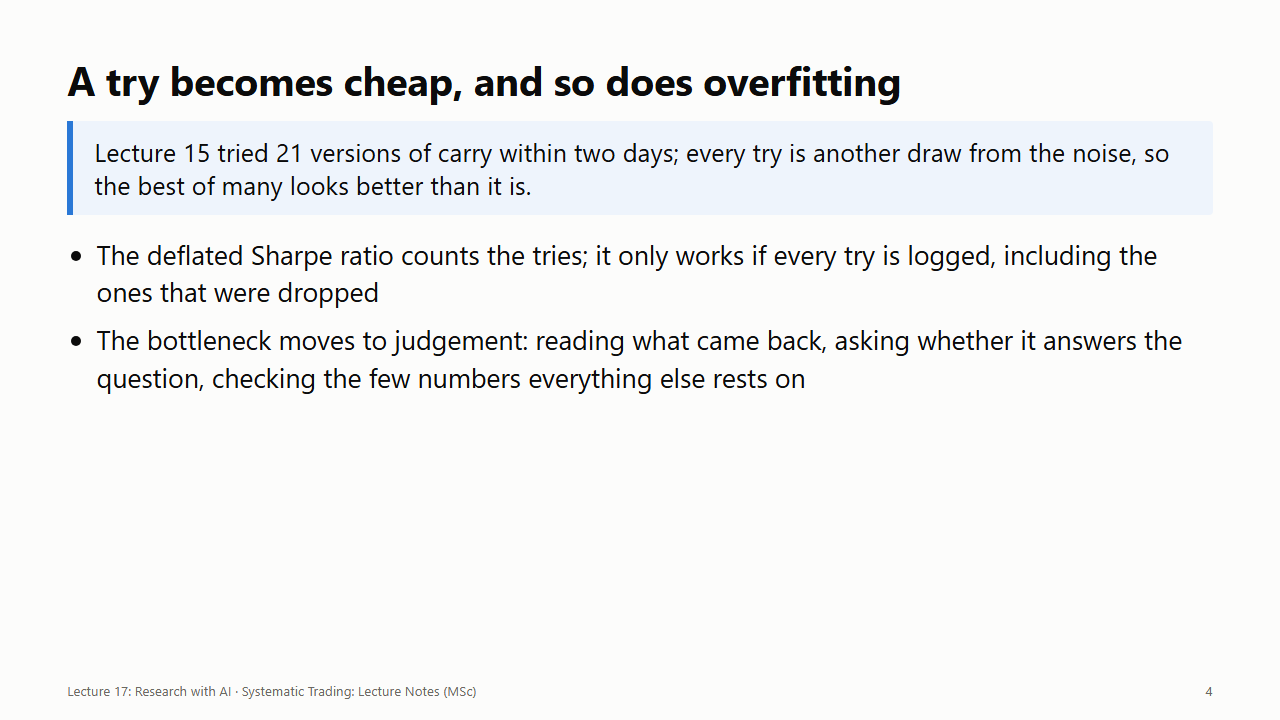 A try becomes cheap, and so does overfitting
Lecture 15 tried 21 versions of carry within two days; every try is another draw from the noise, so
the best of many looks better than it is.
• The deflated Sharpe ratio counts the tries; it only works if every try is logged, including the
ones that were dropped
• The bottleneck moves to judgement: reading what came back, asking whether it answers the
question, checking the few numbers everything else rests on
Lecture 17: Research with AI · Systematic Trading: Lecture Notes (MSc)
4